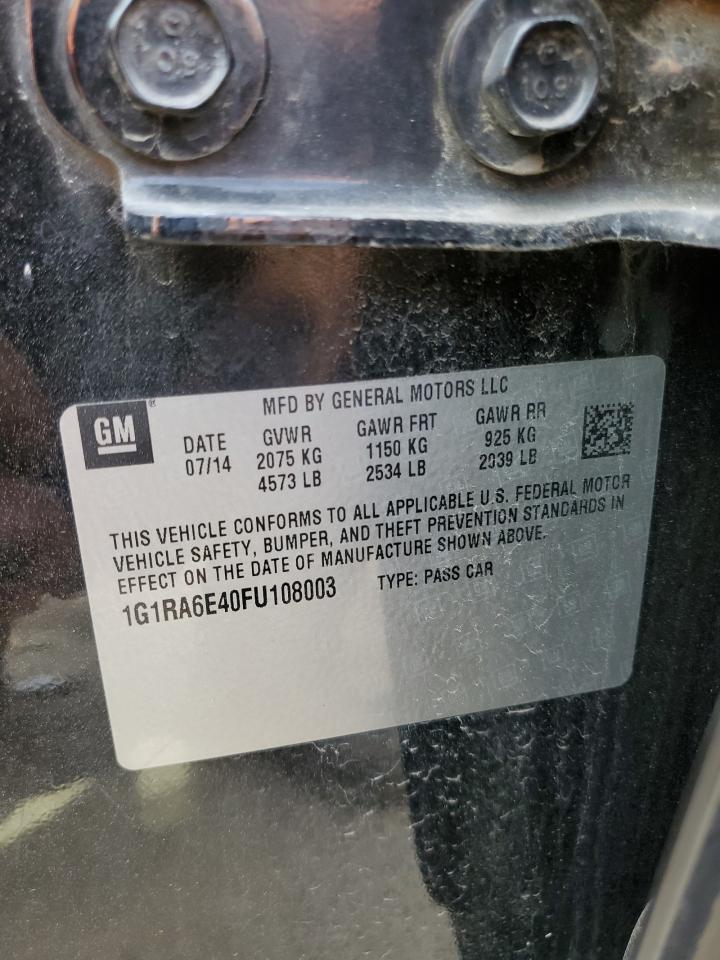 10.9
MFD BY GENERAL MOTORS LLC
GM
DATE GVWR GAWR FRT GAWR RR
07/14 2075 KG 1150 KG 925 KG
4573 LB 2534 LB 2039 LB
THIS VEHICLE CONFORMS TO ALL APPLICABLE U.S. FEDERAL MOTOR
VEHICLE SAFETY, BUMPER, AND THEFT PREVENTION STANDARDS IN
EFFECT ON THE DATE OF MANUFACTURE SHOWN ABOVE.
1G1RA6E40FU108003 TYPE: PASS CAR